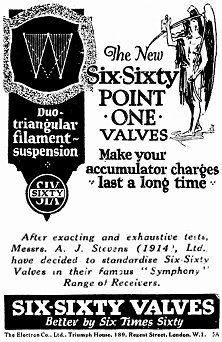 The New
Six-Sixty
POINT
· ONE ·
VALVES
Duo-
triangular
filament-
suspension
SIX
SIXTY
Make your
accumulator charges
last a long time
After exacting and exhaustive tests,
Messrs. A. J. Stevens (1914), Ltd.
have decided to standardise Six-Sixty
Valves in their famous "Symphony"
Range of Receivers.
SIX-SIXTY VALVES
Better by Six Times Sixty
The Electron Co., Ltd., Triumph House, 189, Regent Street, London, W.1. 5A